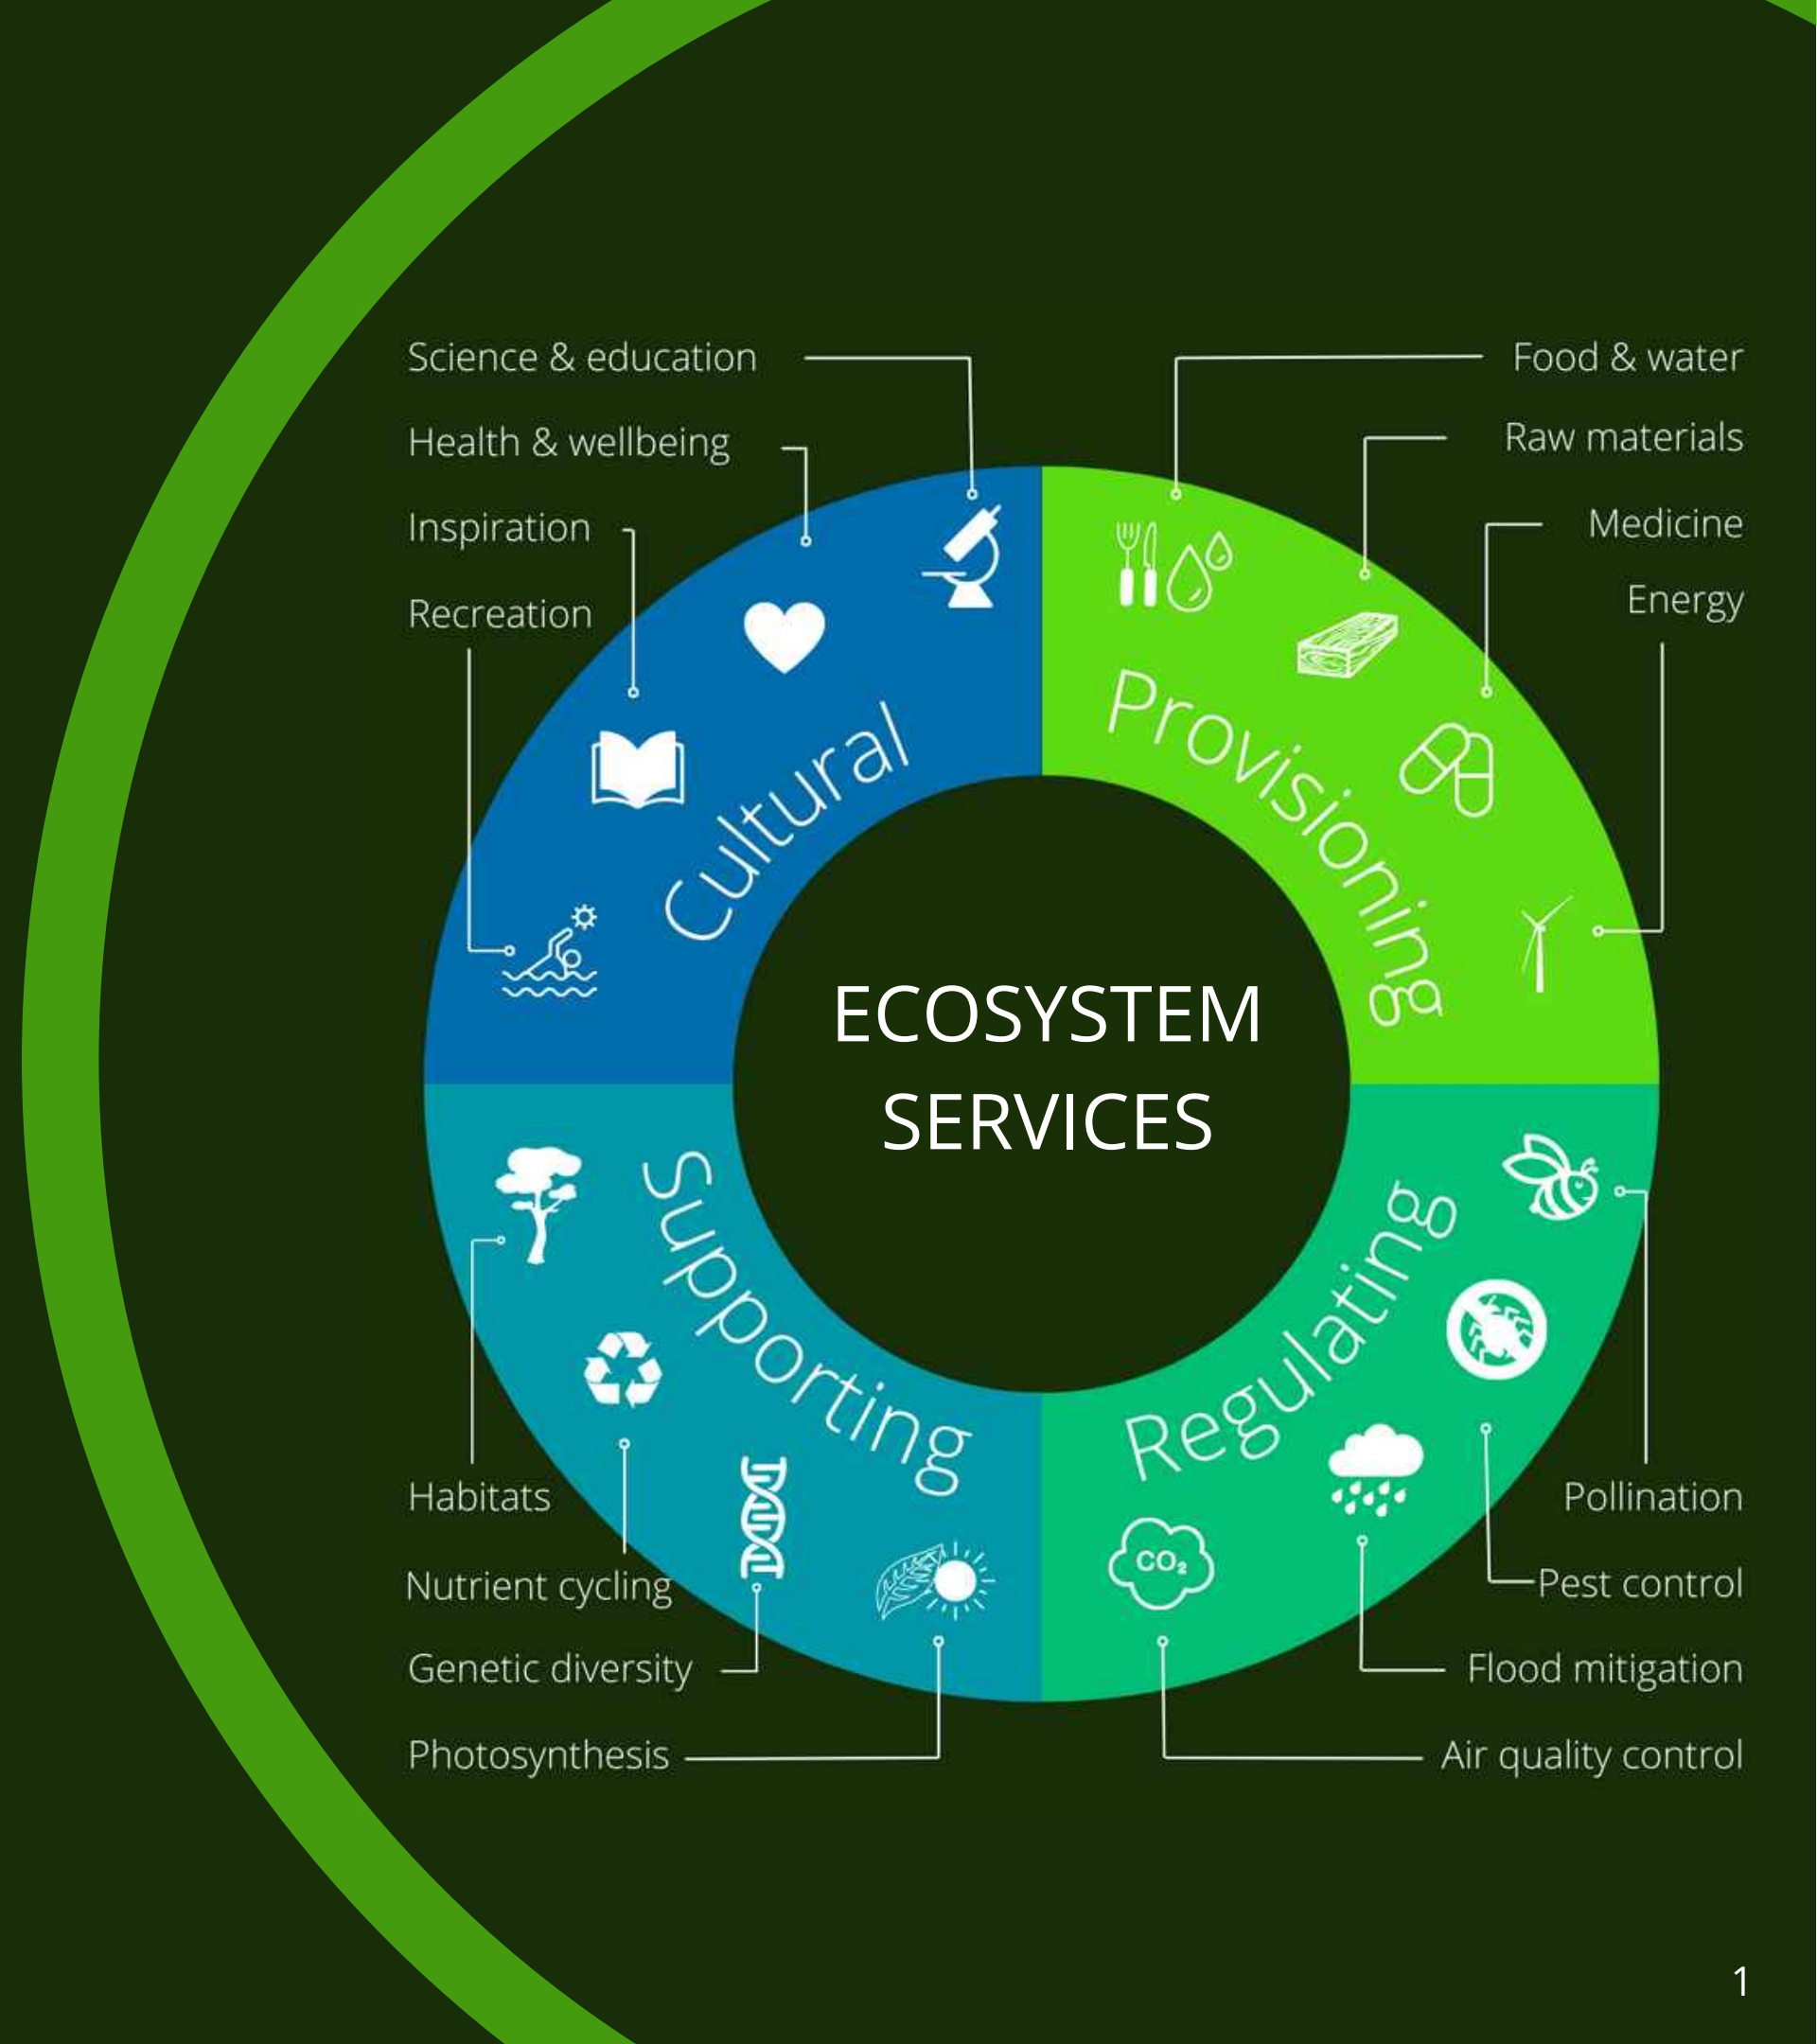 Science & education
Health & wellbeing
Inspiration
Recreation
Food & water
Raw materials
Medicine
Energy
Cultural
Provisioning
ECOSYSTEM
SERVICES
Supporting
Regulating
CO₂
Habitats
Nutrient cycling
Genetic diversity
Photosynthesis
Pollination
Pest control
Flood mitigation
Air quality control
1